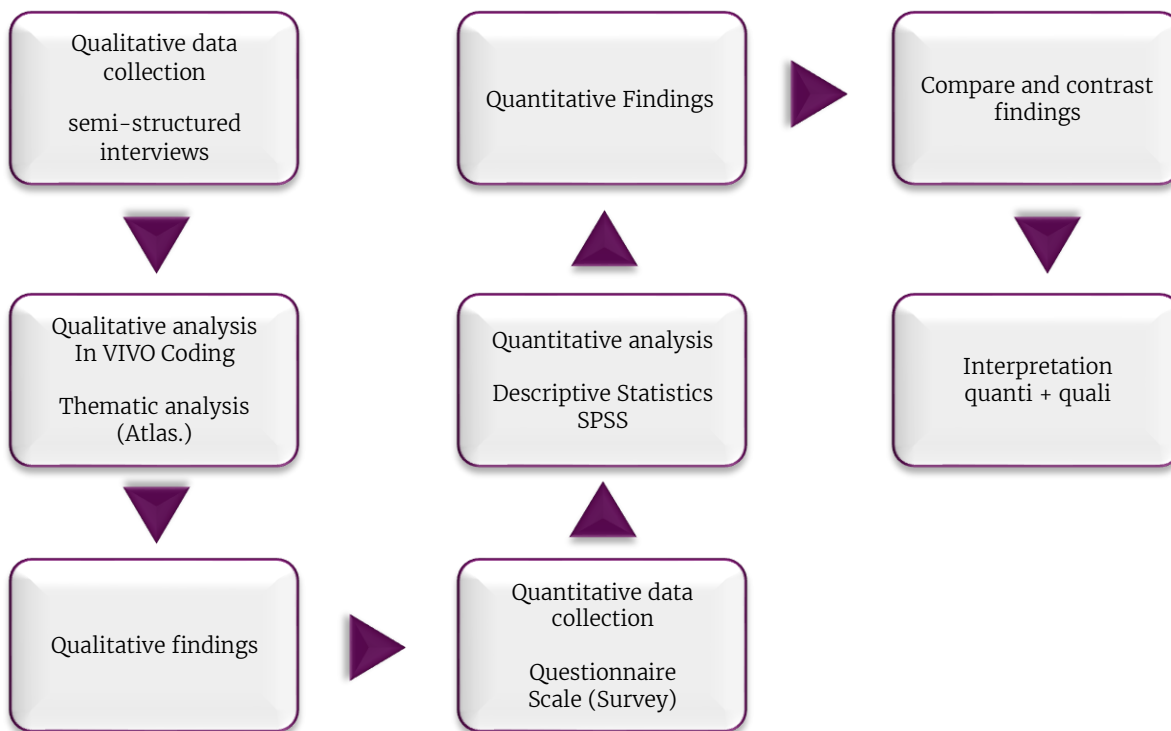 Qualitative data
collection
semi-structured
interviews
Qualitative analysis
In VIVO Coding
Thematic analysis
(Atlas.)
Qualitative findings
Quantitative data
collection
Questionnaire
Scale (Survey)
Quantitative analysis
Descriptive Statistics
SPSS
Quantitative Findings
Compare and contrast
findings
Interpretation
quanti + quali